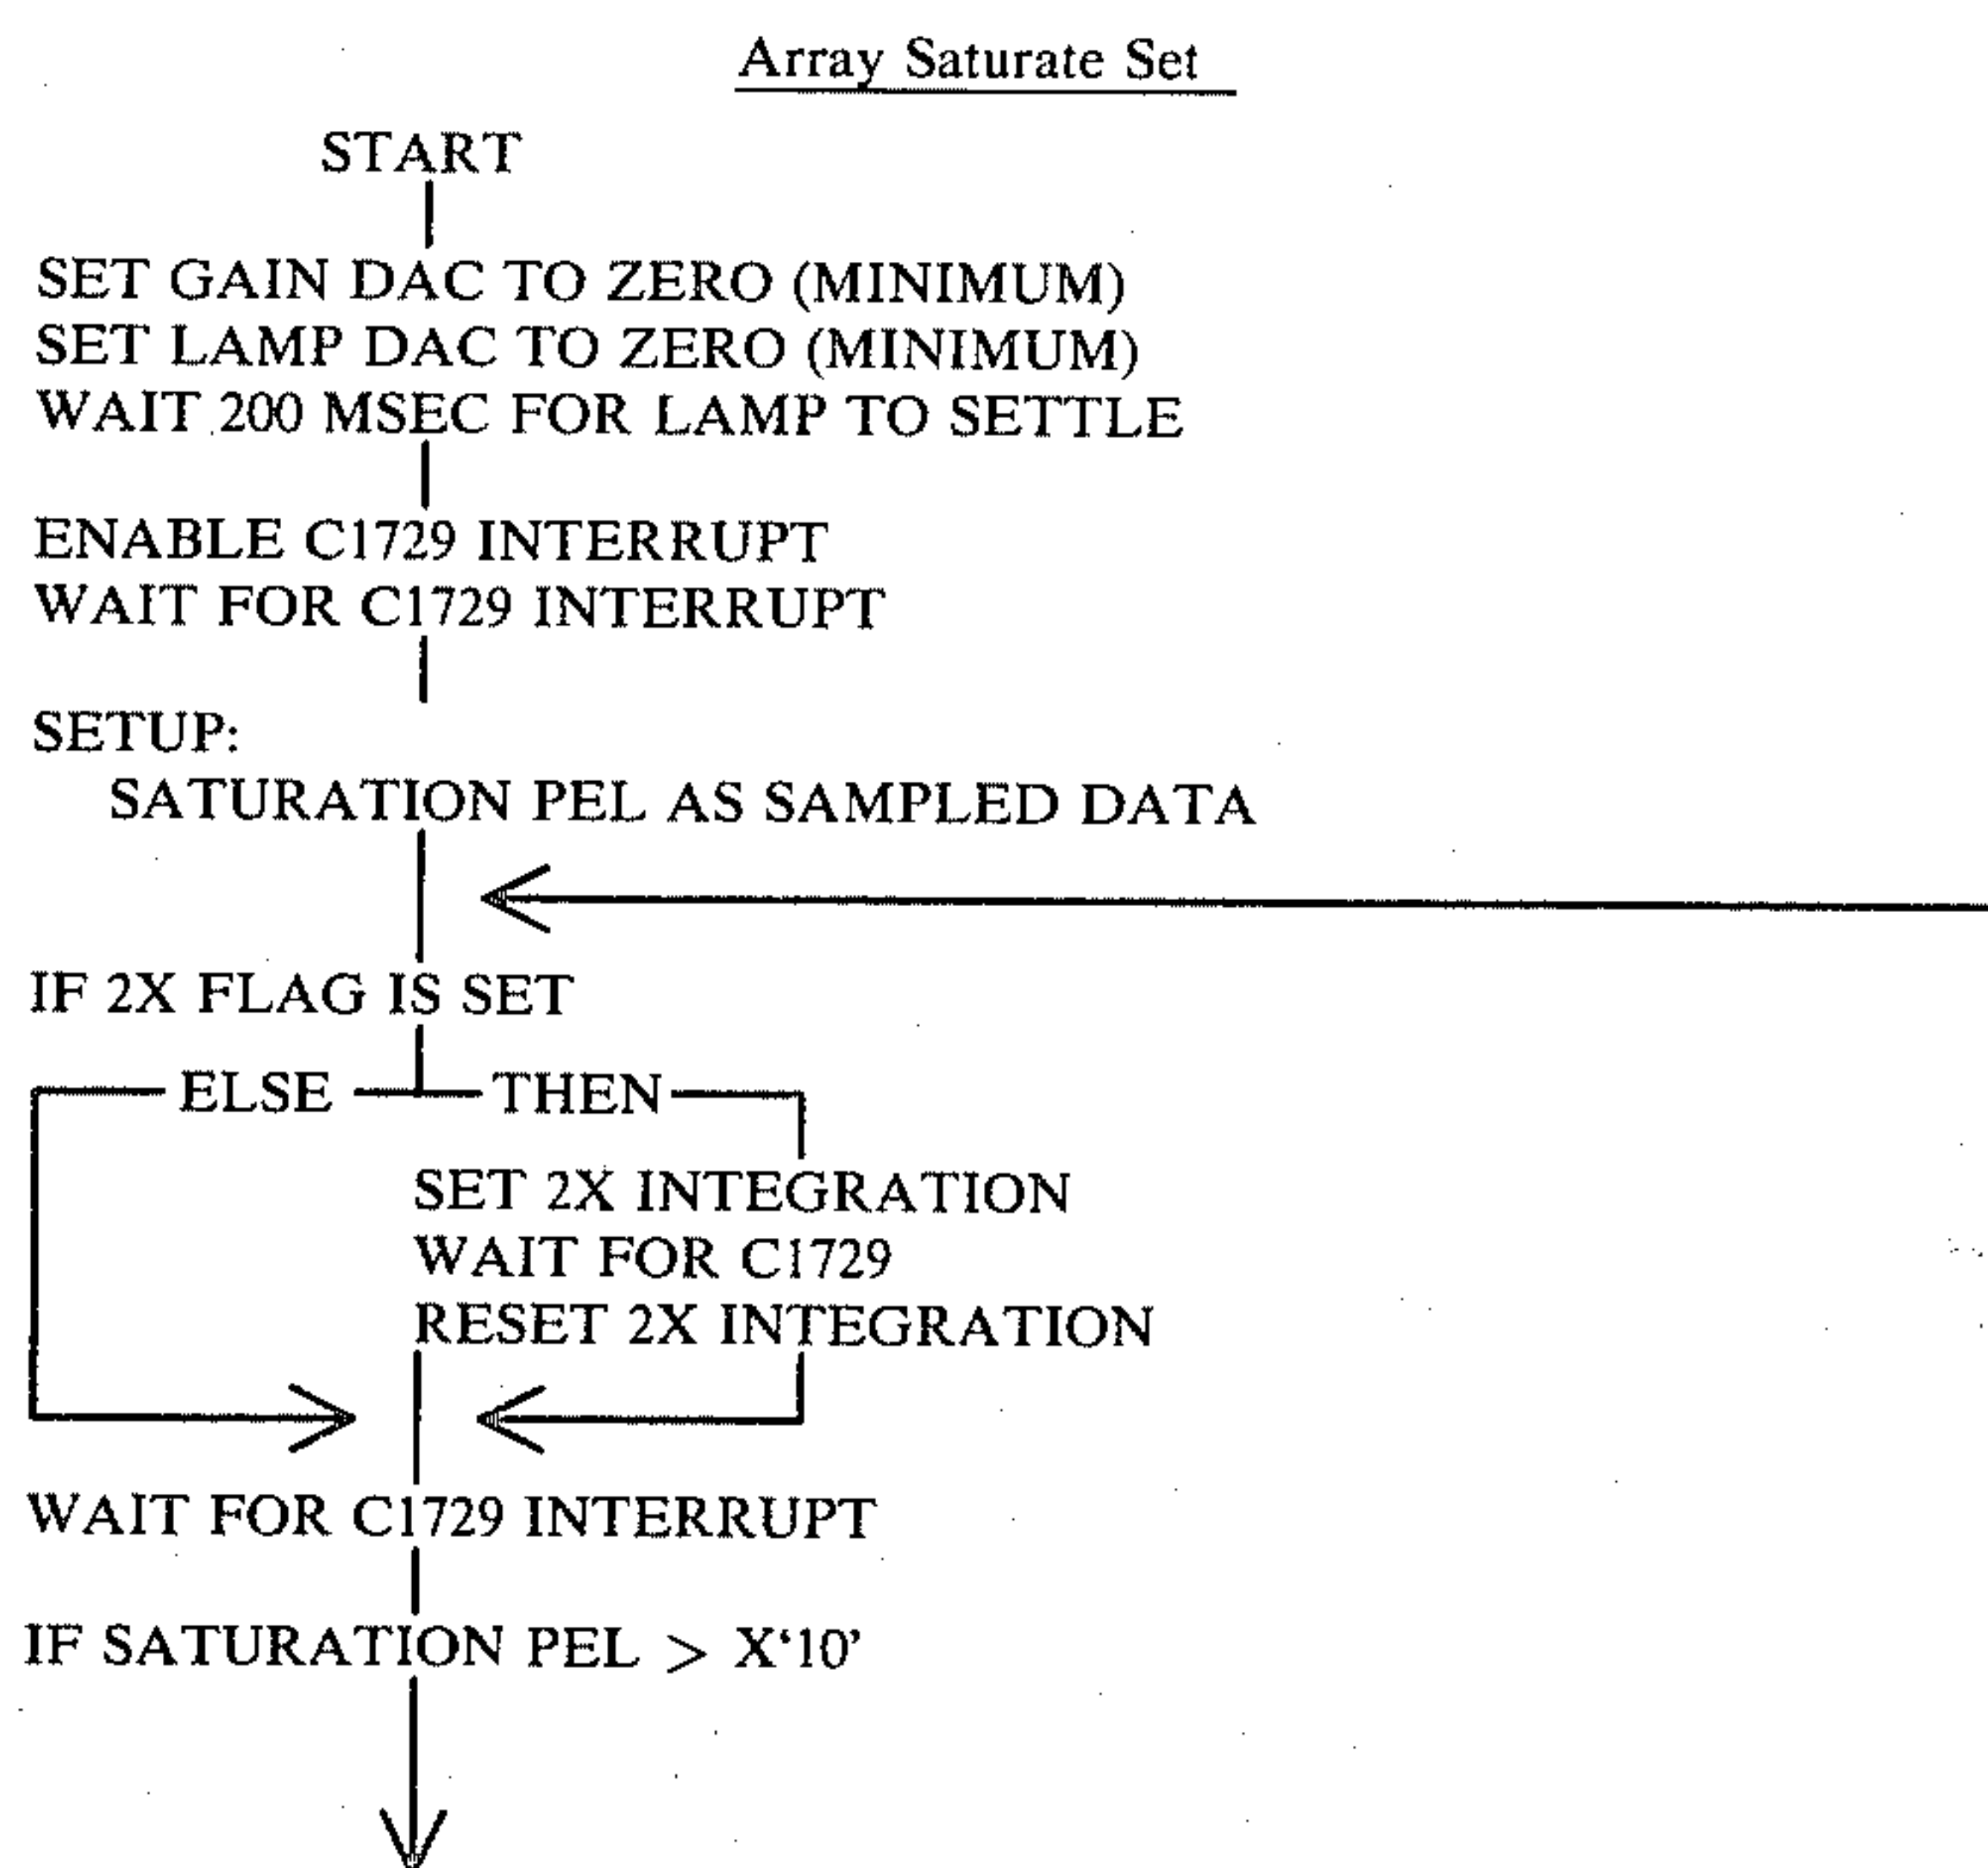 Array Saturate Set
START
SET GAIN DAC TO ZERO (MINIMUM)
SET LAMP DAC TO ZERO (MINIMUM)
WAIT 200 MSEC FOR LAMP TO SETTLE
ENABLE C1729 INTERRUPT
WAIT FOR C1729 INTERRUPT
SETUP:
SATURATION PEL AS SAMPLED DATA
IF 2X FLAG IS SET
ELSE THEN
SET 2X INTEGRATION
WAIT FOR C1729
RESET 2X INTEGRATION
WAIT FOR C1729 INTERRUPT
IF SATURATION PEL > X‘10’